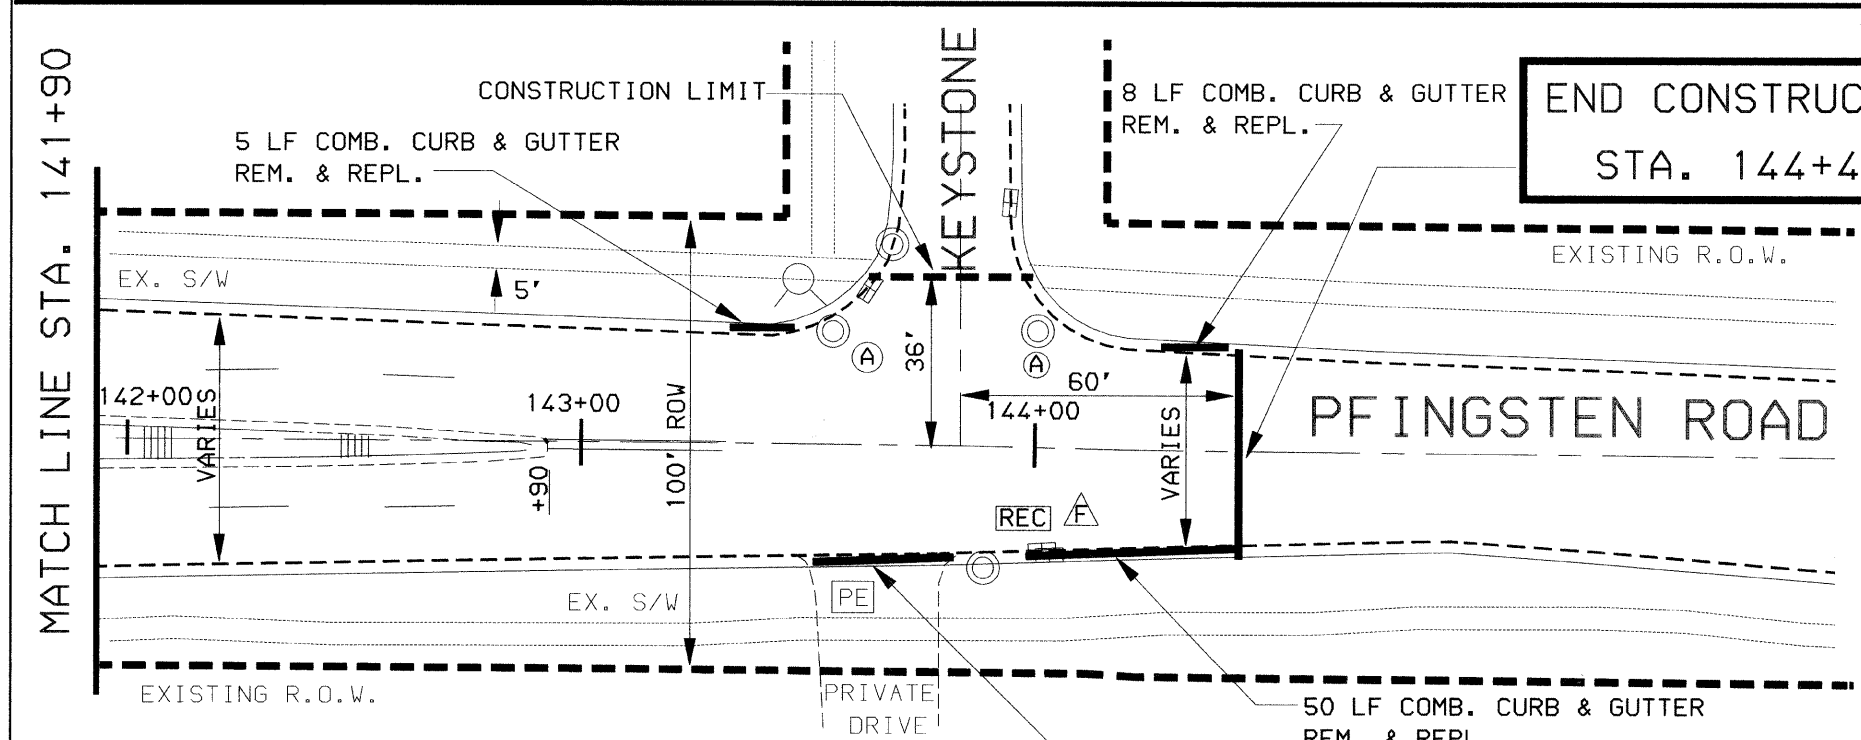 MATCH LINE STA. 141+90
CONSTRUCTION LIMIT
5 LF COMB. CURB & GUTTER
REM. & REPL.
KEYSTONE
8 LF COMB. CURB & GUTTER
REM. & REPL.
END CONSTRUC
STA. 144+4
EXISTING R.O.W.
EX. S/W
5'
36'
A
A
60'
142+00
143+00
144+00
VARIES
+90
100' ROW
VARIES
PFINGSTEN ROAD
REC
F
PE
EX. S/W
EXISTING R.O.W.
PRIVATE
DRIVE
50 LF COMB. CURB & GUTTER
REM. & REPL.